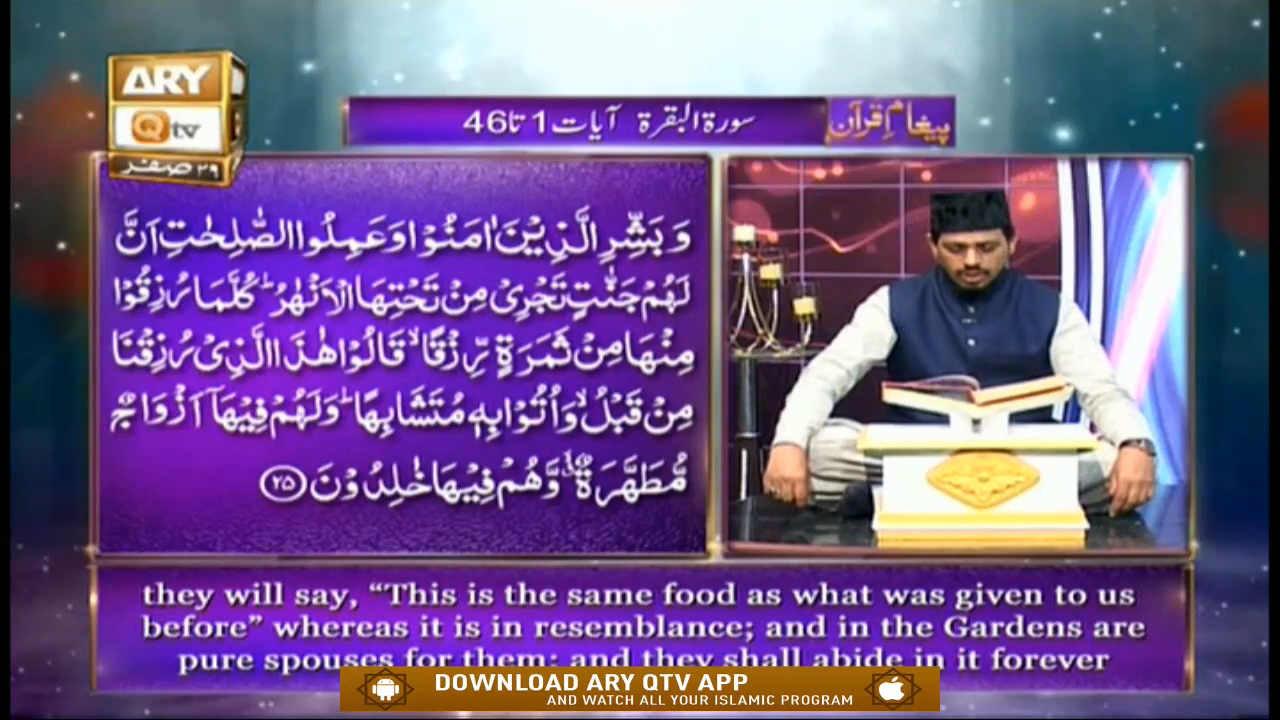 ARY
Qtv
۲۹ صفر
پیغامِ قرآن
سورۃ البقرۃ آیات 1 تا 46
وَ بَشِّرِ الَّذِیْنَ اٰمَنُوْا وَ عَمِلُوا الصّٰلِحٰتِ اَنَّ
لَهُمْ جَنّٰتٍ تَجْرِیْ مِنْ تَحْتِهَا الْاَنْهٰرُ ؕ كُلَّمَا رُزِقُوْا
مِنْهَا مِنْ ثَمَرَةٍ رِّزْقًا ۙ قَالُوْا هٰذَا الَّذِیْ رُزِقْنَا
مِنْ قَبْلُ ۙ وَ اُتُوْا بِهٖ مُتَشَابِهًا ؕ وَ لَهُمْ فِیْهَاۤ اَزْوَاجٌ
مُّطَهَّرَةٌ ۙۗ وَّ هُمْ فِیْهَا خٰلِدُوْنَ ﴿۲۵﴾
they will say, “This is the same food as what was given to us
before” whereas it is in resemblance; and in the Gardens are
pure spouses for them; and they shall abide in it forever
DOWNLOAD ARY QTV APP
AND WATCH ALL YOUR ISLAMIC PROGRAM